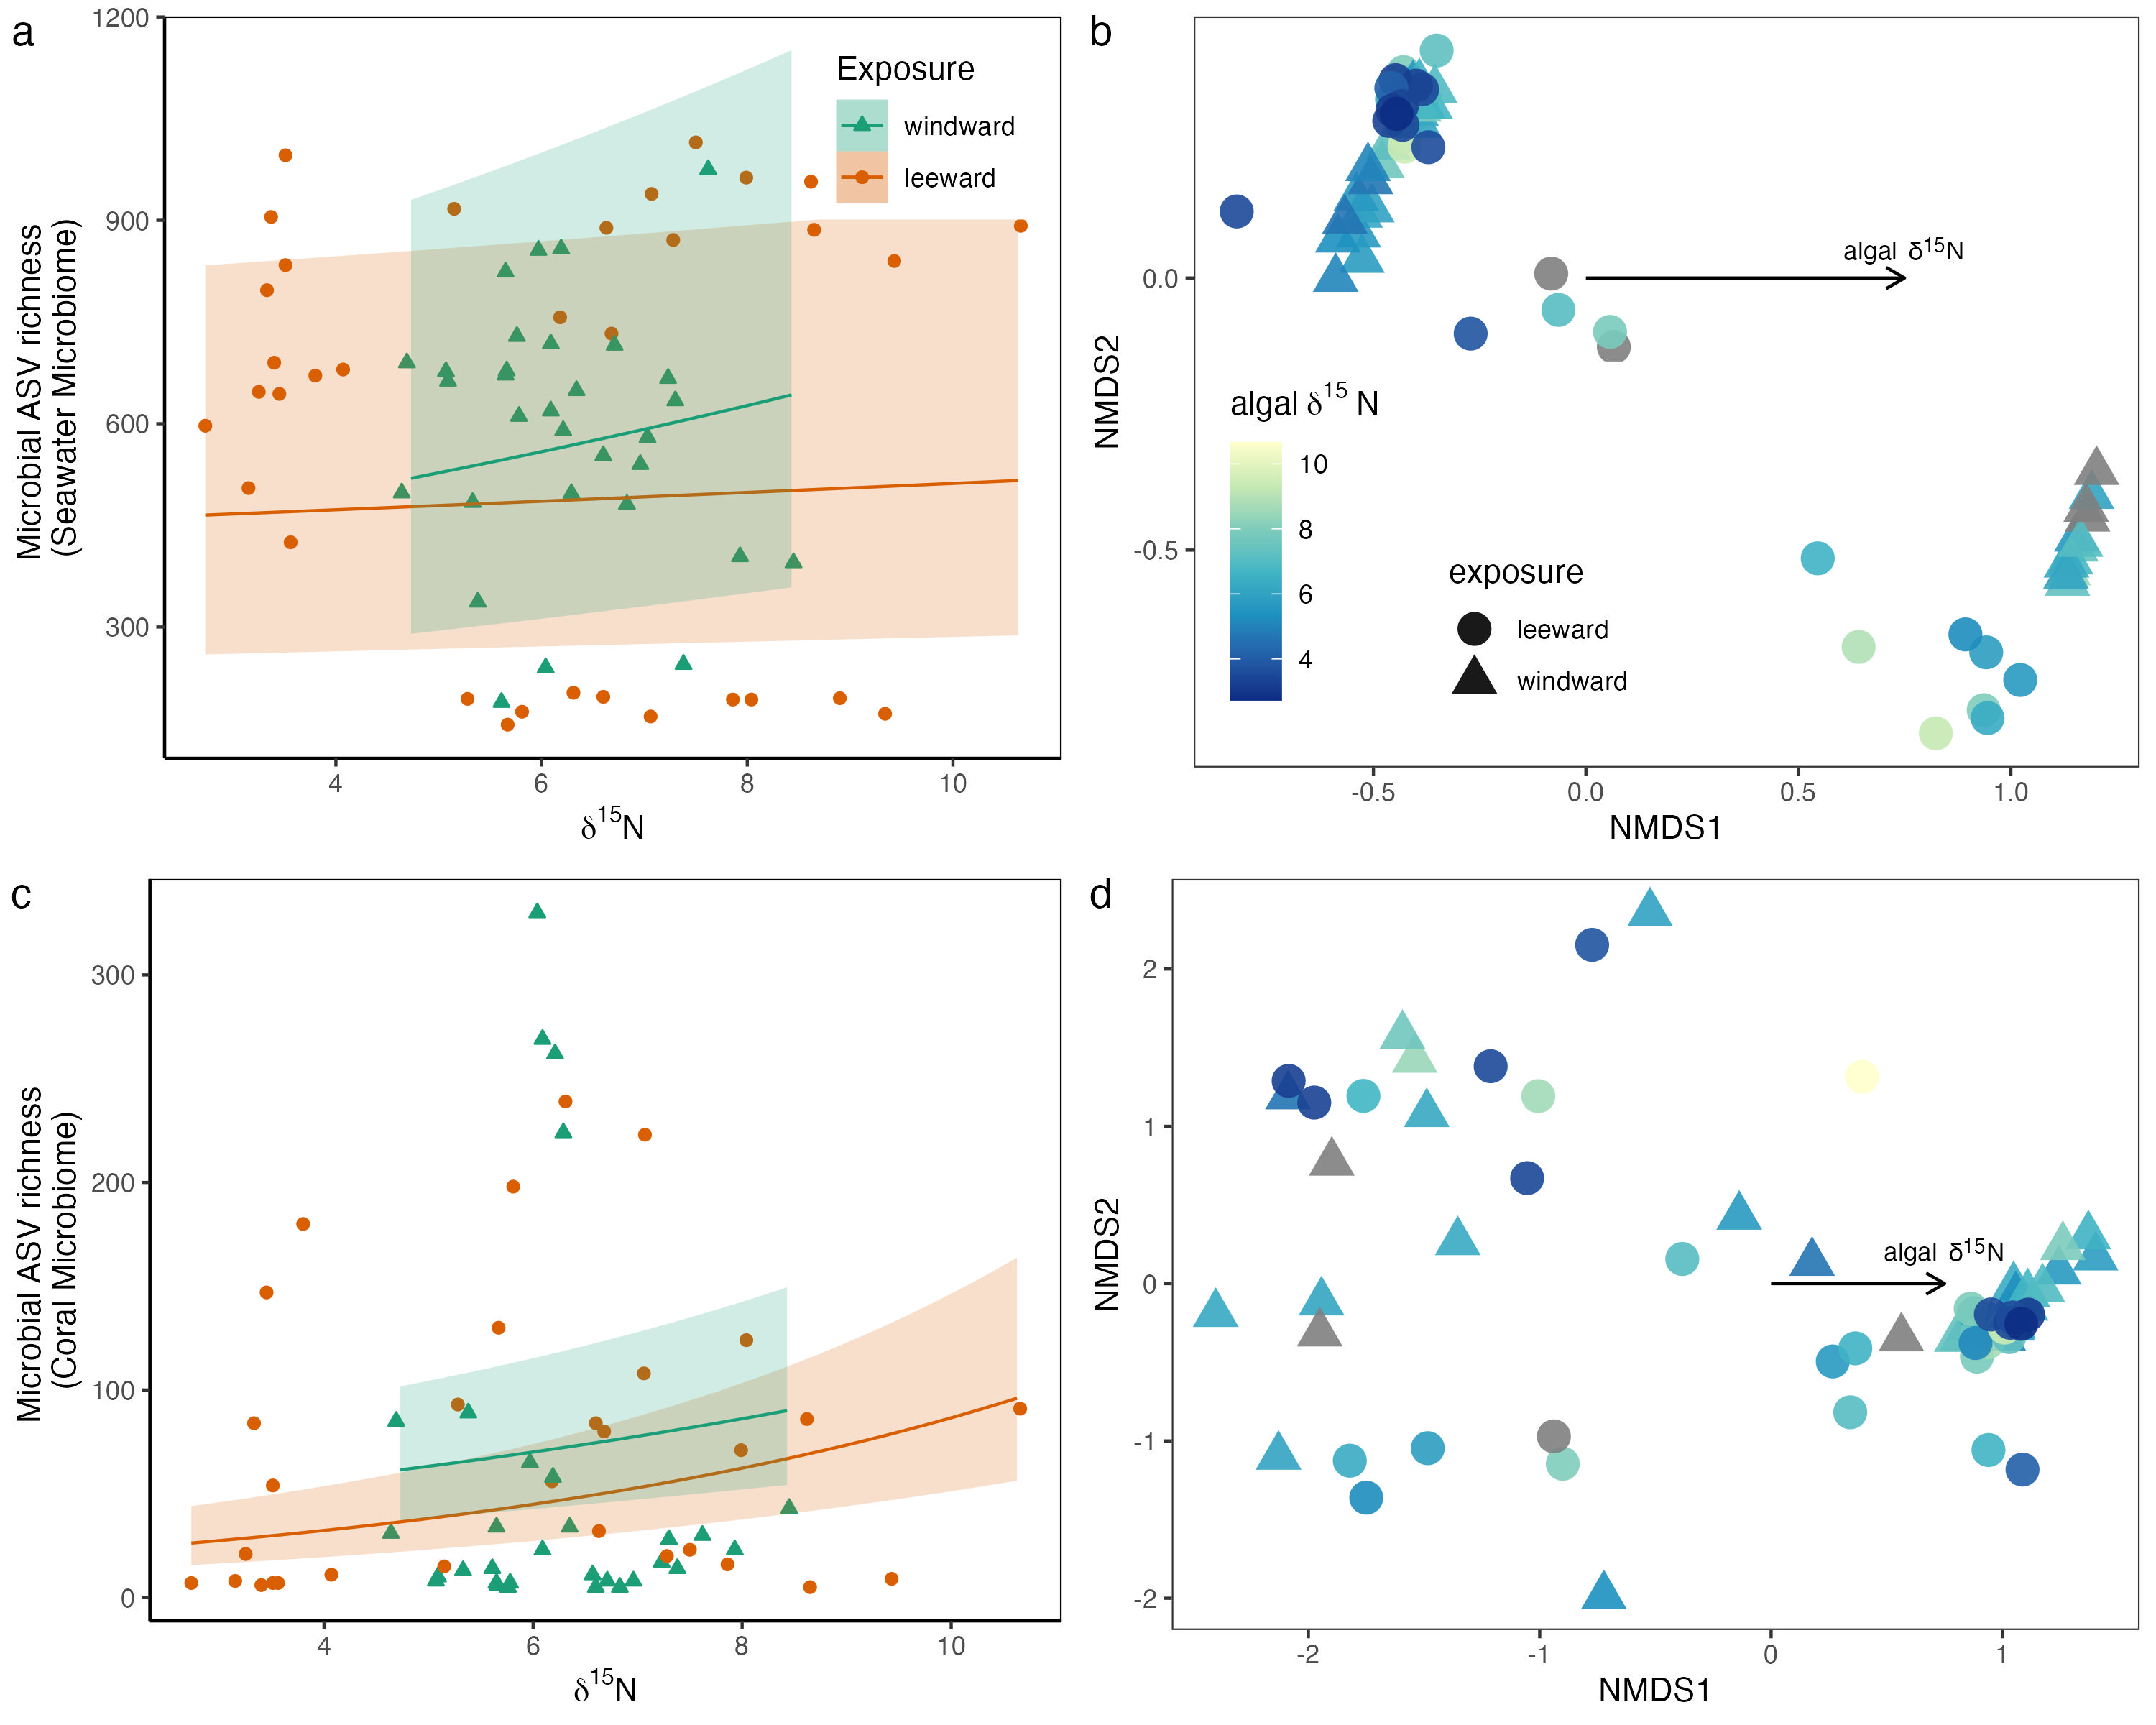 a
1200
900
600
300
Microbial ASV richness
(Seawater Microbiome)
Exposure
windward
leeward
4 6 8 10
δ15N
b
0.0
-0.5
NMDS2
algal δ15N
algal δ15 N
10
8
6
4
exposure
leeward
windward
-0.5 0.0 0.5 1.0
NMDS1
c
300
200
100
0
Microbial ASV richness
(Coral Microbiome)
4 6 8 10
δ15N
d
2
1
0
-1
-2
NMDS2
algal δ15N
-2 -1 0 1
NMDS1